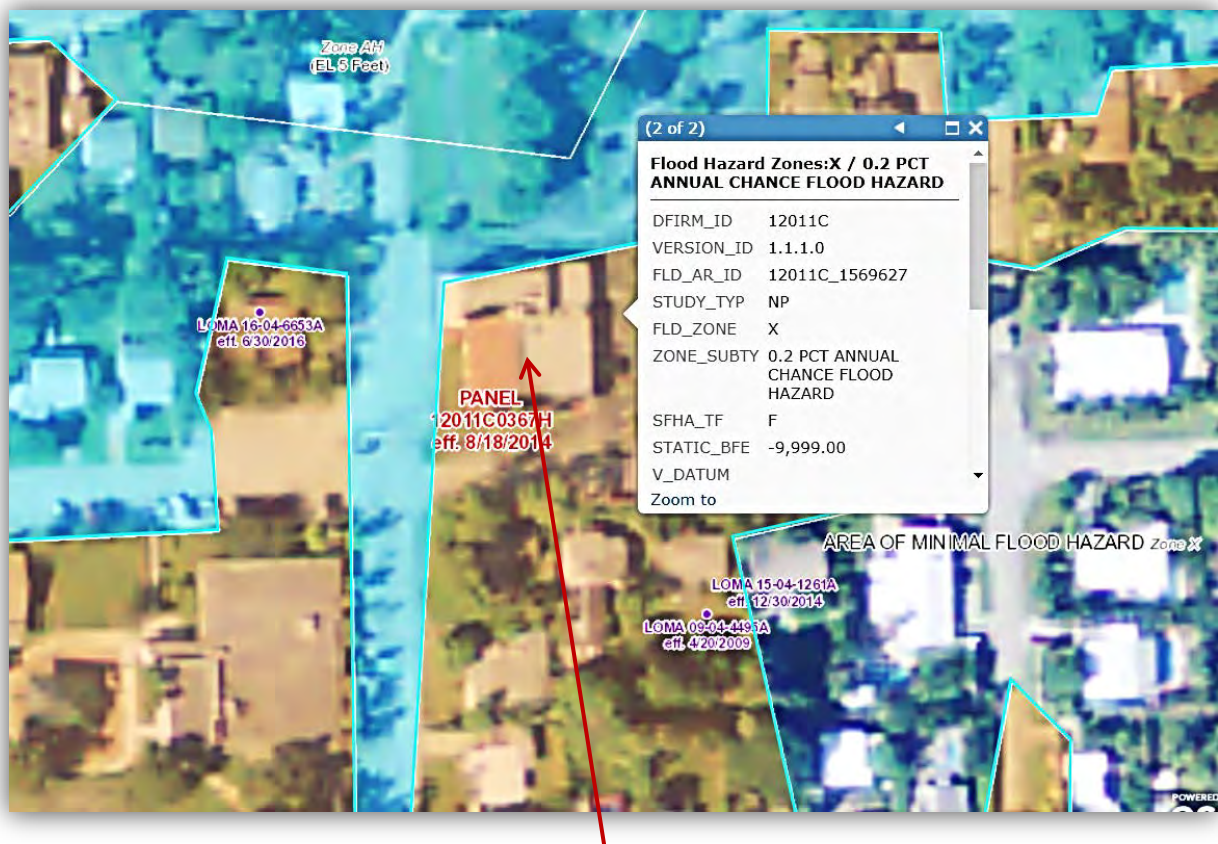 Zone AH
(EL 5 Feet)
(2 of 2)
Flood Hazard Zones:X / 0.2 PCT
ANNUAL CHANCE FLOOD HAZARD
DFIRM_ID 12011C
VERSION_ID 1.1.1.0
FLD_AR_ID 12011C_1569627
STUDY_TYP NP
FLD_ZONE X
ZONE_SUBTY 0.2 PCT ANNUAL
CHANCE FLOOD
HAZARD
SFHA_TF F
STATIC_BFE -9,999.00
V_DATUM
Zoom to
LOMA 16-04-6653A
eff. 6/30/2016
PANEL
12011C0367H
eff. 8/18/2014
AREA OF MINIMAL FLOOD HAZARD Zone X
LOMA 15-04-1261A
eff. 12/30/2014
LOMA 09-04-4495A
eff. 4/20/2009
POWERED